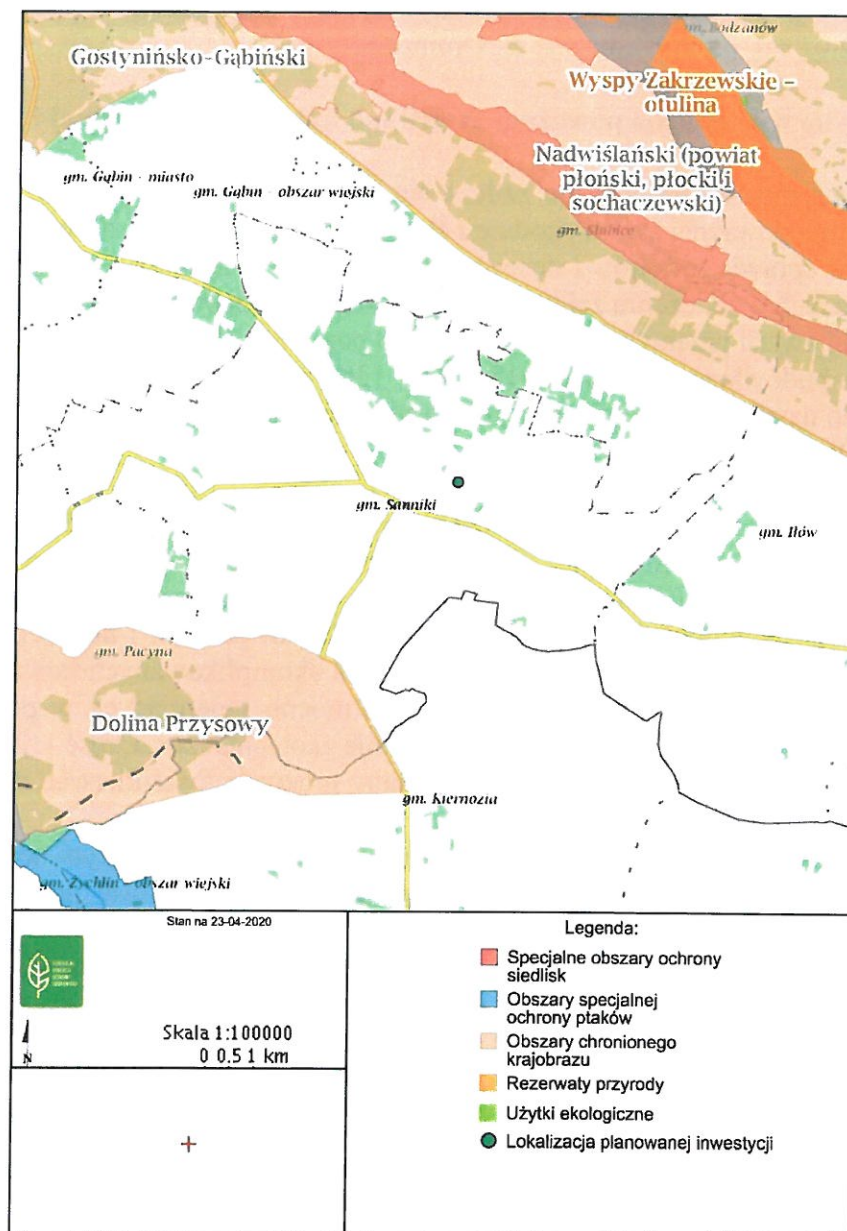 gm. Bodzanów
Gostynińsko-Gąbiński
Wyspy Zakrzewskie –
otulina
Nadwiślański (powiat
płoński, płocki i
sochaczewski)
gm. Gąbin - miasto
gm. Gąbin - obszar wiejski
gm. Słubice
gm. Sanniki
gm. Iłów
gm. Pacyna
Dolina Przysowy
gm. Kiernozia
gm. Żychlin - obszar wiejski
Stan na 23-04-2020
Skala 1:100000
0 0.5 1 km
N
Legenda:
Specjalne obszary ochrony
siedlisk
Obszary specjalnej
ochrony ptaków
Obszary chronionego
krajobrazu
Rezerwaty przyrody
Użytki ekologiczne
Lokalizacja planowanej inwestycji